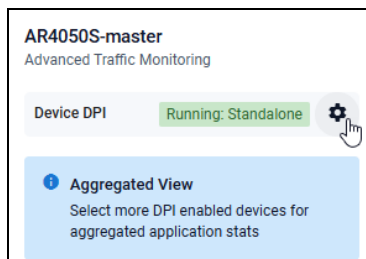 AR4050S-master
Advanced Traffic Monitoring
Device DPI Running: Standalone
Aggregated View
Select more DPI enabled devices for
aggregated application stats